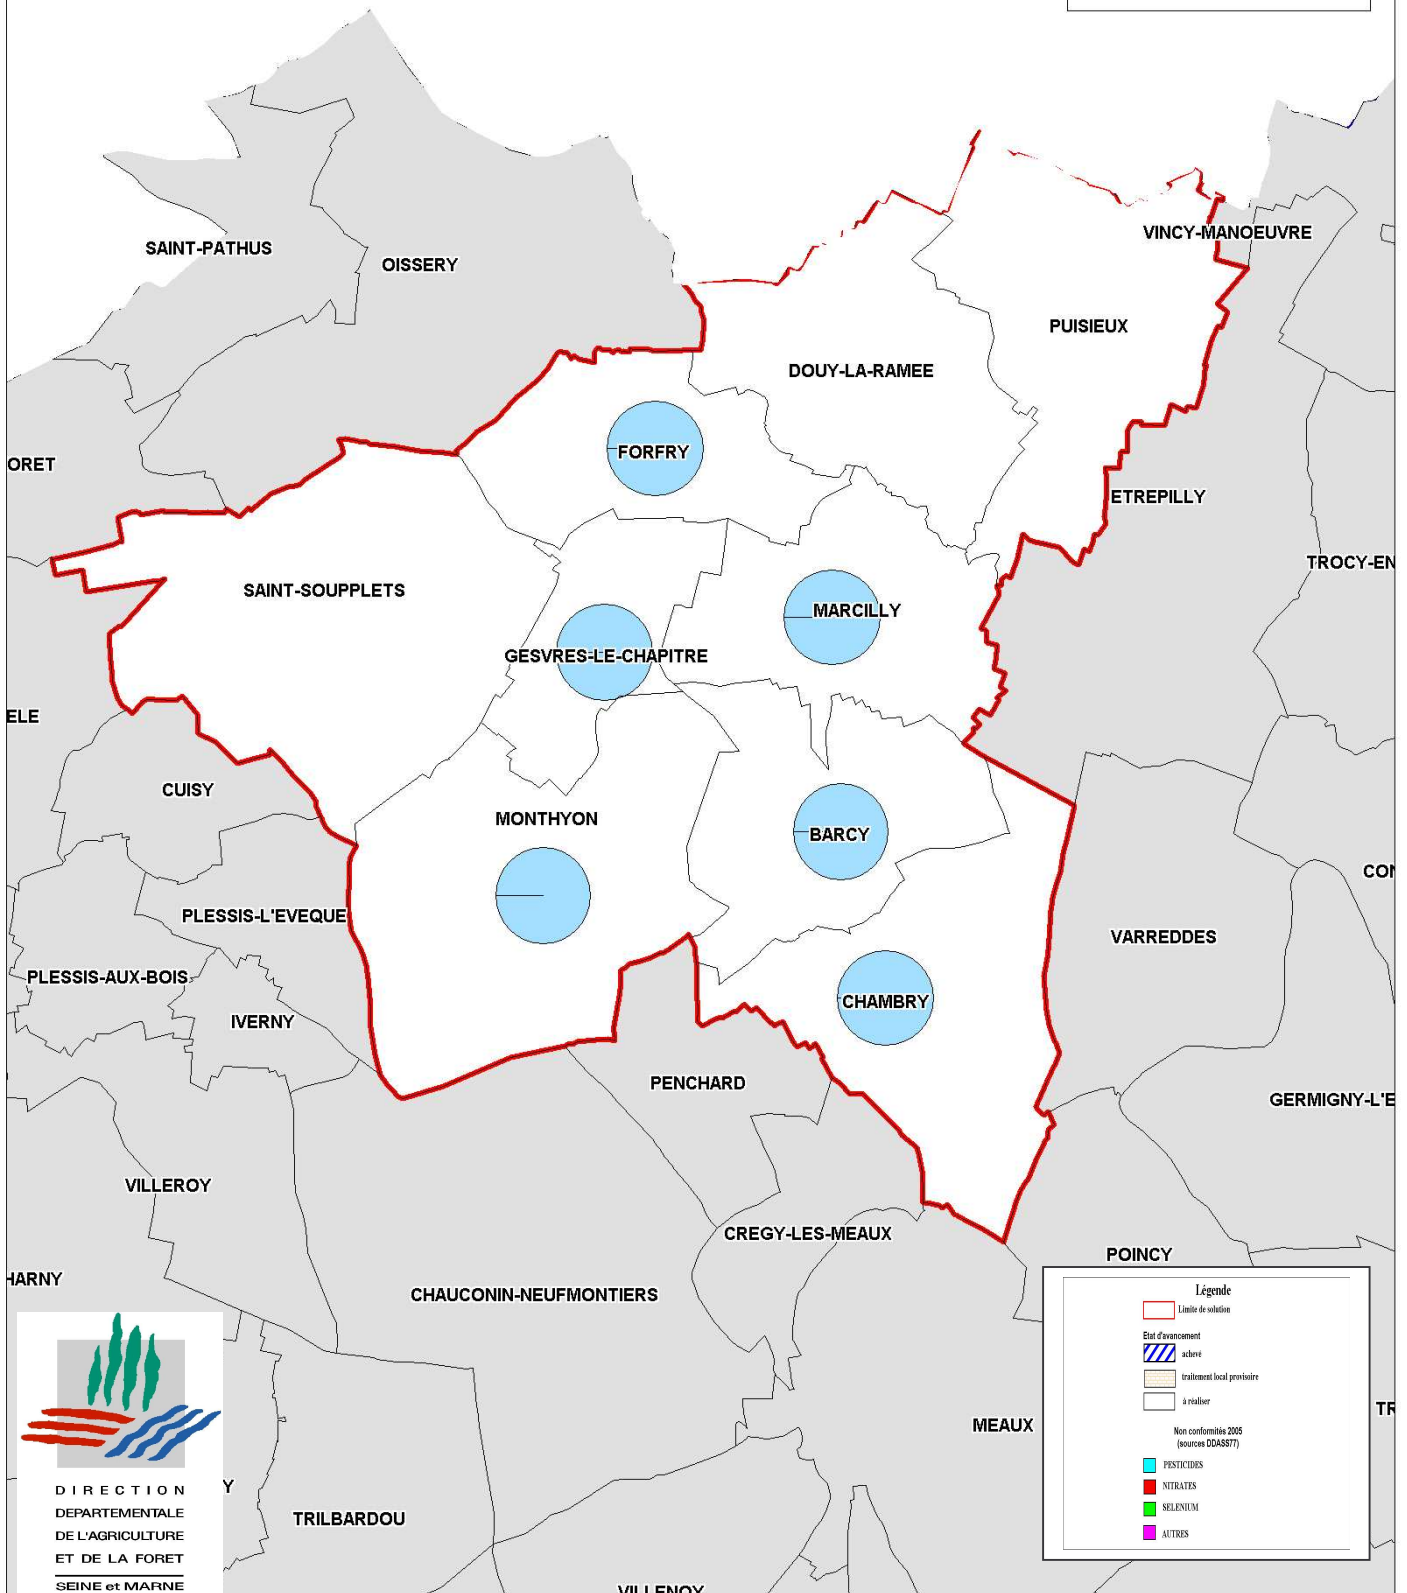 SAINT-PATHUS
OISSERY
VINCY-MANOEUVRE
PUISIEUX
DOUY-LA-RAMEE
FORFRY
ORET
ETREPILLY
TROCY-EN
SAINT-SOUPPLETS
MARCILLY
GESVRES-LE-CHAPITRE
ELE
CUISY
MONTHYON
BARCY
CON
PLESSIS-L'EVEQUE
VARREDDES
PLESSIS-AUX-BOIS
CHAMBRY
IVERNY
PENCHARD
GERMIGNY-L'E
VILLEROY
CREGY-LES-MEAUX
POINCY
HARNY
CHAUCONIN-NEUFMONTIERS
Légende
Limite de solution
Etat d'avancement
achevé
traitement local provisoire
à réaliser
Non conformités 2005
(sources DDASS77)
PESTICIDES
NITRATES
SELENIUM
AUTRES
MEAUX
TR
Y
TRILBARDOU
DIRECTION
DEPARTEMENTALE
DE L'AGRICULTURE
ET DE LA FORET
SEINE et MARNE
VILLENOY